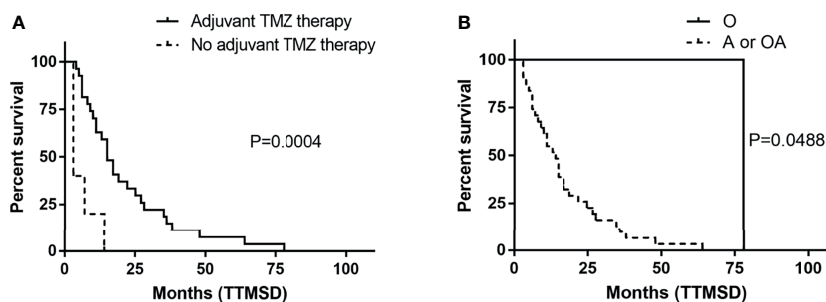 A
Adjuvant TMZ therapy
No adjuvant TMZ therapy
Percent survival
100
75
50
25
0
P=0.0004
0 25 50 75 100
Months (TTMSD)
B
O
A or OA
Percent survival
100
75
50
25
0
P=0.0488
0 25 50 75 100
Months (TTMSD)